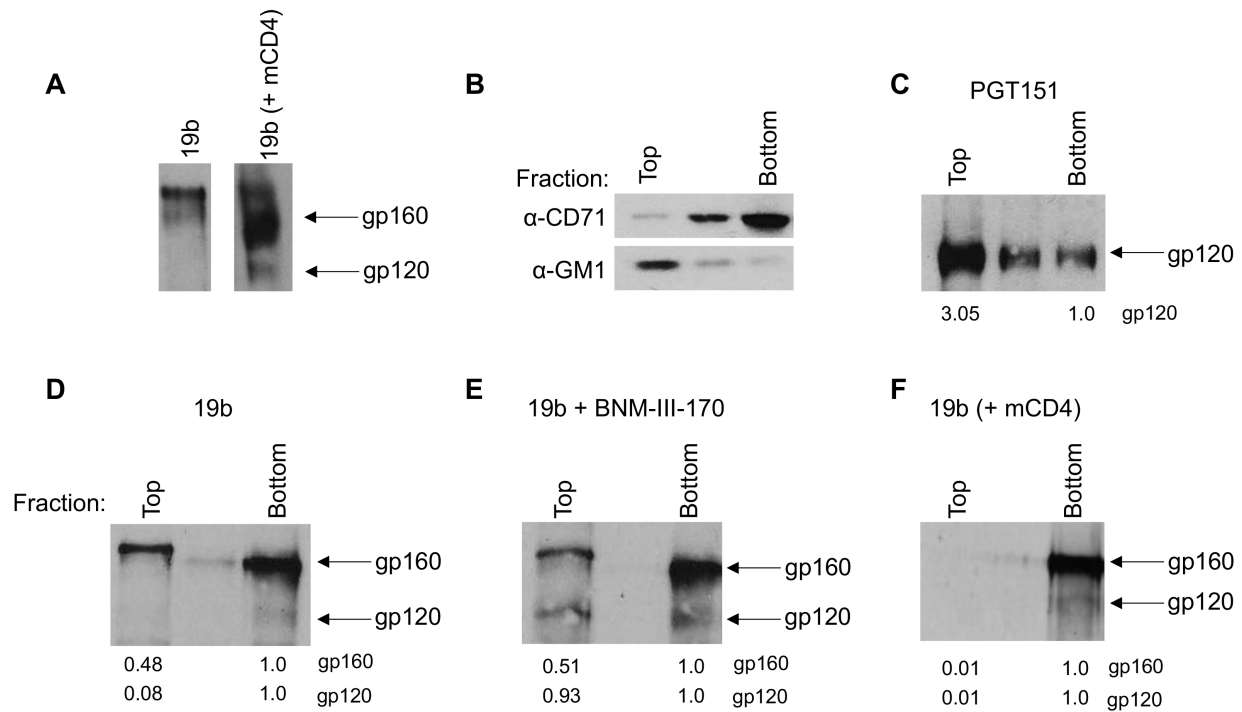 A
19b
19b (+ mCD4)
gp160
gp120
B
Fraction:
Top
Bottom
α-CD71
α-GM1
C
PGT151
Top
Bottom
gp120
3.05 1.0 gp120
D
19b
Fraction:
Top
Bottom
gp160
gp120
0.48 1.0 gp160
0.08 1.0 gp120
E
19b + BNM-III-170
Top
Bottom
gp160
gp120
0.51 1.0 gp160
0.93 1.0 gp120
F
19b (+ mCD4)
Top
Bottom
gp160
gp120
0.01 1.0 gp160
0.01 1.0 gp120